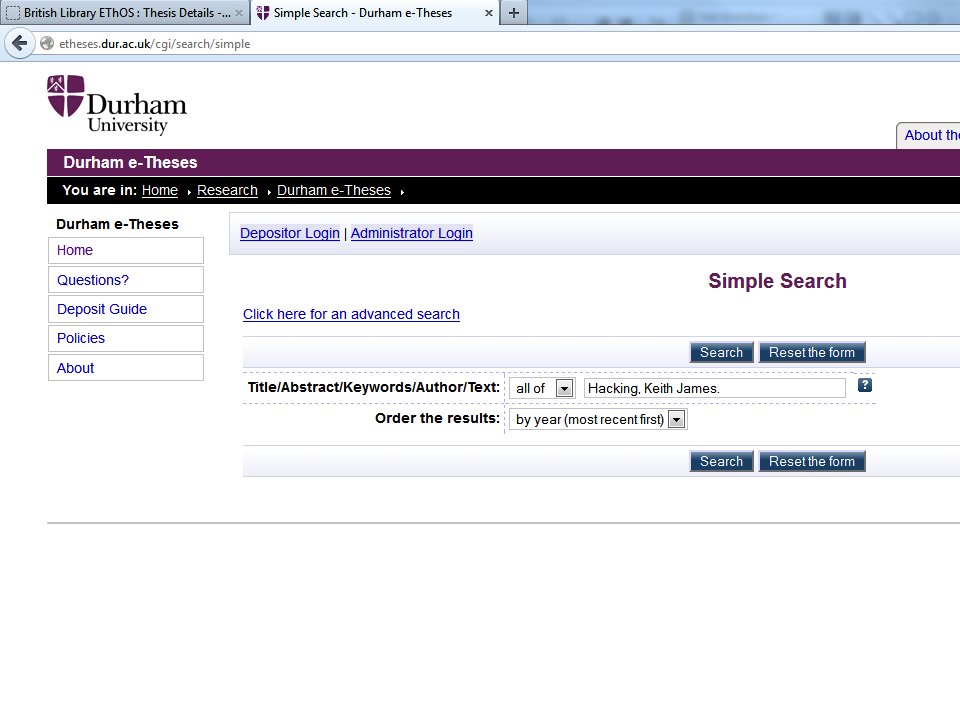 British Library EThOS : Thesis Details -...
Simple Search - Durham e-Theses
etheses.dur.ac.uk/cgi/search/simple
Durham
University
About the
Durham e-Theses
You are in: Home Research Durham e-Theses
Durham e-Theses
Home
Questions?
Deposit Guide
Policies
About
Depositor Login | Administrator Login
Simple Search
Click here for an advanced search
Search Reset the form
Title/Abstract/Keywords/Author/Text: all of Hacking, Keith James. ?
Order the results: by year (most recent first)
Search Reset the form